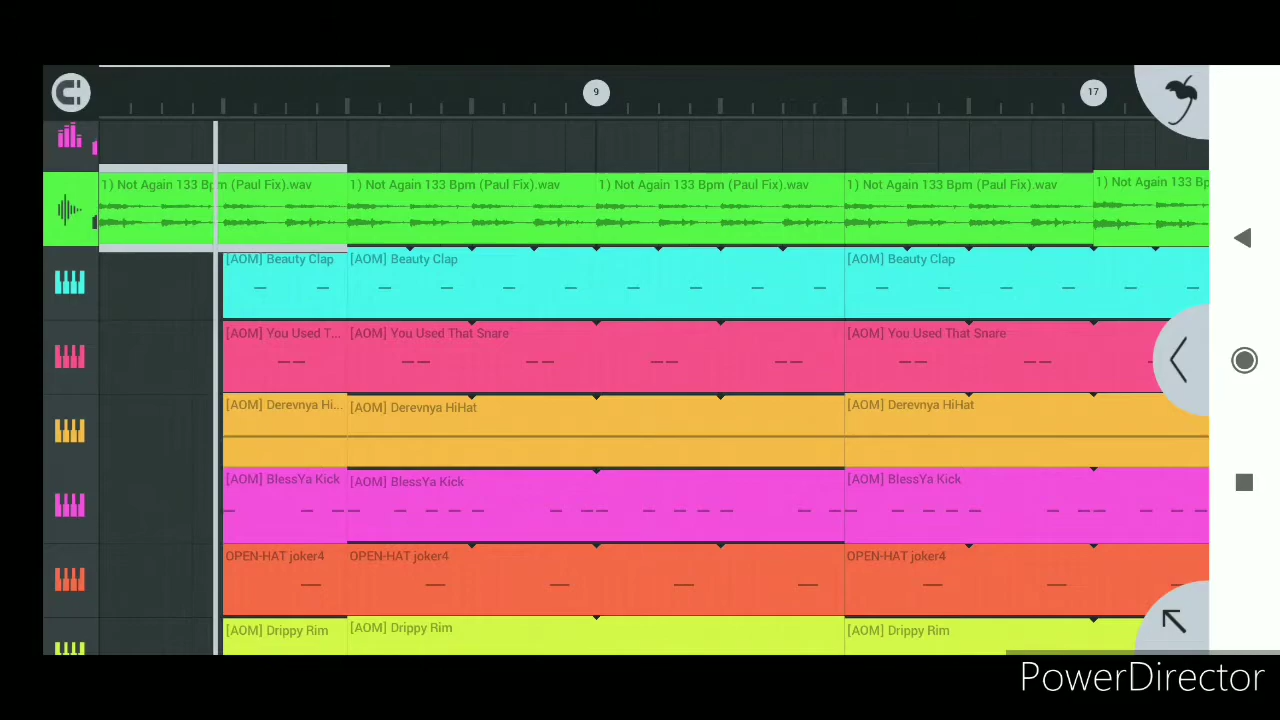 9 17
1) Not Again 133 Bpm (Paul Fix).wav 1) Not Again 133 Bpm (Paul Fix).wav 1) Not Again 133 Bpm (Paul Fix).wav 1) Not Again 133 Bpm (Paul Fix).wav 1) Not Again 133 Bp
[AOM] Beauty Clap [AOM] Beauty Clap [AOM] Beauty Clap
[AOM] You Used T... [AOM] You Used That Snare [AOM] You Used That Snare
[AOM] Derevnya Hi... [AOM] Derevnya HiHat [AOM] Derevnya HiHat
[AOM] BlessYa Kick [AOM] BlessYa Kick [AOM] BlessYa Kick
OPEN-HAT joker4 OPEN-HAT joker4 OPEN-HAT joker4
[AOM] Drippy Rim [AOM] Drippy Rim [AOM] Drippy Rim
PowerDirector